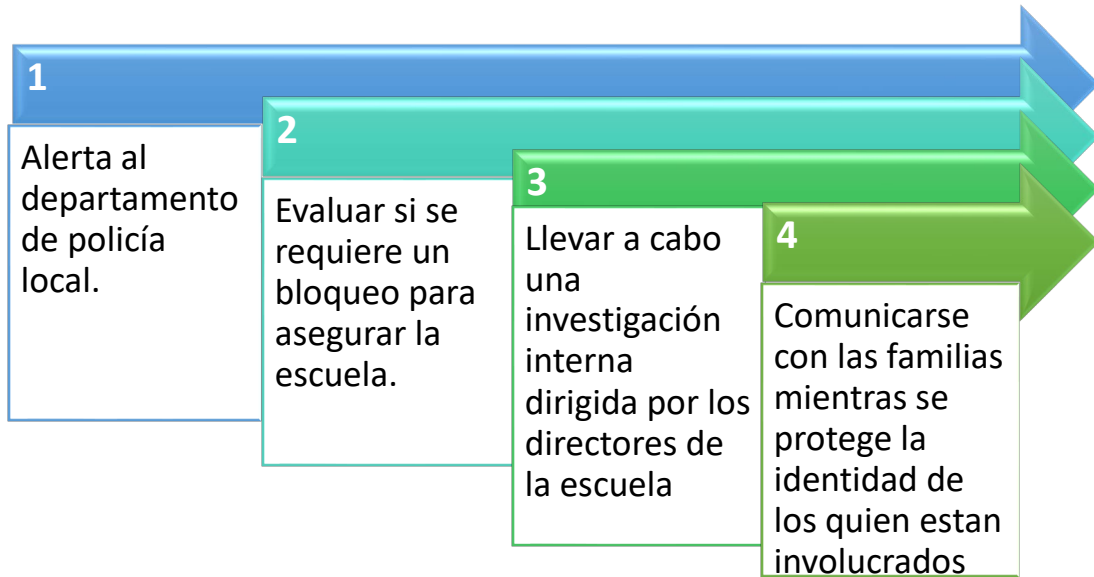 1
Alerta al
departamento
de policía
local.
2
Evaluar si se
requiere un
bloqueo para
asegurar la
escuela.
3
Llevar a cabo
una
investigación
interna
dirigida por los
directores de
la escuela
4
Comunicarse
con las familias
mientras se
protege la
identidad de
los quien estan
involucrados